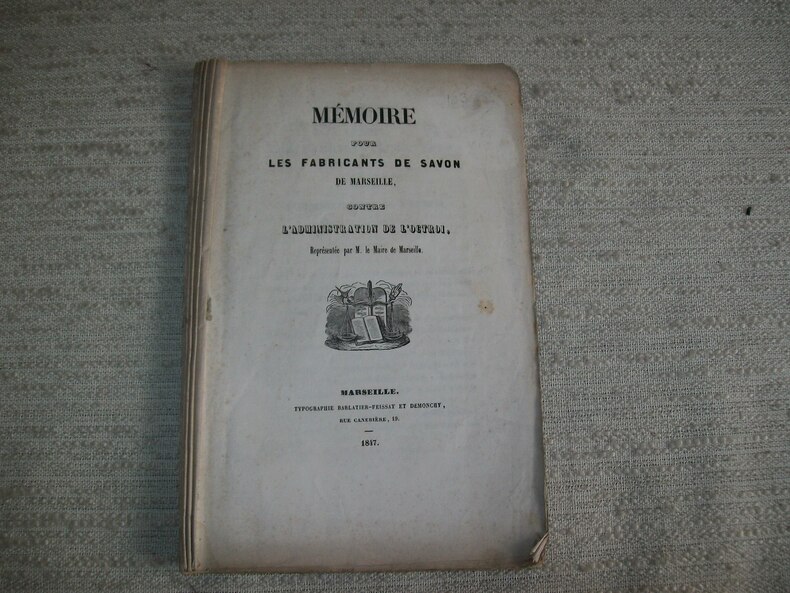 MÉMOIRE
POUR
LES FABRICANTS DE SAVON
DE MARSEILLE,
CONTRE
L'ADMINISTRATION DE L'OCTROI,
Représentée par M. le Maire de Marseille.
MARSEILLE.
TYPOGRAPHIE BARLATIER-FEISSAT ET DEMONCHY,
RUE CANEBIÈRE, 19.
1847.